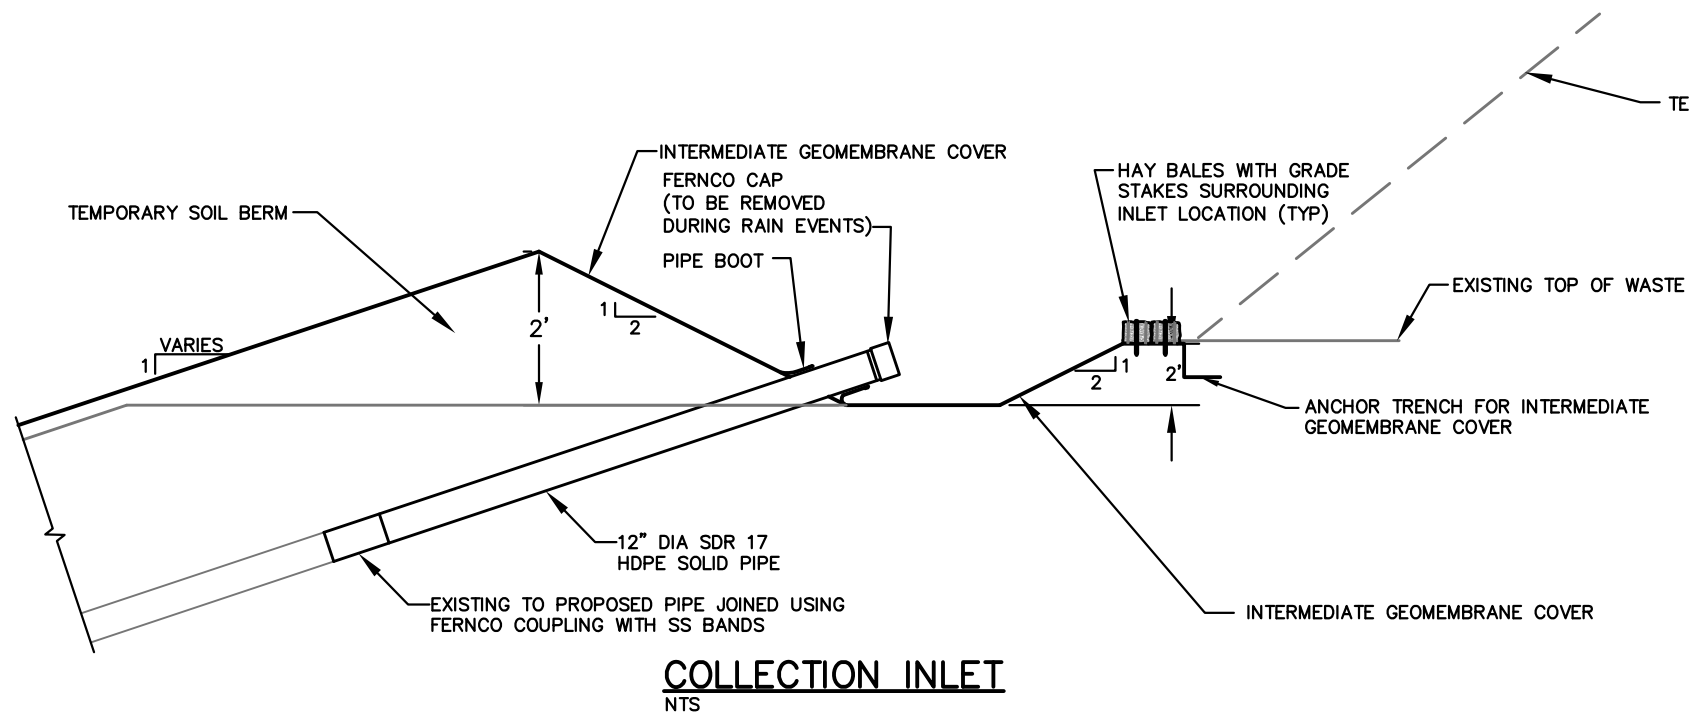 TE
INTERMEDIATE GEOMEMBRANE COVER
FERNCO CAP
(TO BE REMOVED
DURING RAIN EVENTS)
PIPE BOOT
HAY BALES WITH GRADE
STAKES SURROUNDING
INLET LOCATION (TYP)
TEMPORARY SOIL BERM
EXISTING TOP OF WASTE
1
2
2'
VARIES
1
1
2
2'
ANCHOR TRENCH FOR INTERMEDIATE
GEOMEMBRANE COVER
12" DIA SDR 17
HDPE SOLID PIPE
EXISTING TO PROPOSED PIPE JOINED USING
FERNCO COUPLING WITH SS BANDS
INTERMEDIATE GEOMEMBRANE COVER
COLLECTION INLET
NTS